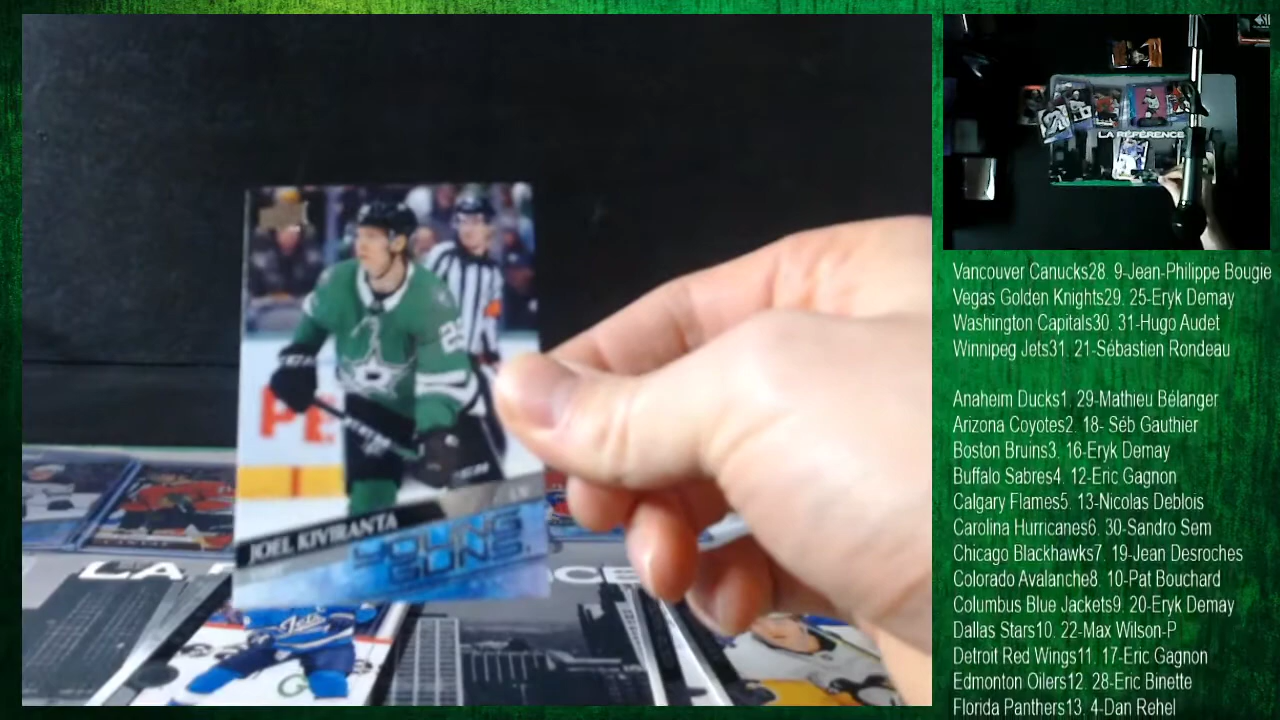 JOEL KIVIRANTA
YOUNG
GUNS
PE
25
LA R
NCE
Jets
LA RÉFÉRENCE
Vancouver Canucks28. 9-Jean-Philippe Bougie
Vegas Golden Knights29. 25-Eryk Demay
Washington Capitals30. 31-Hugo Audet
Winnipeg Jets31. 21-Sébastien Rondeau
Anaheim Ducks1. 29-Mathieu Bélanger
Arizona Coyotes2. 18- Séb Gauthier
Boston Bruins3. 16-Eryk Demay
Buffalo Sabres4. 12-Eric Gagnon
Calgary Flames5. 13-Nicolas Deblois
Carolina Hurricanes6. 30-Sandro Sem
Chicago Blackhawks7. 19-Jean Desroches
Colorado Avalanche8. 10-Pat Bouchard
Columbus Blue Jackets9. 20-Eryk Demay
Dallas Stars10. 22-Max Wilson-P
Detroit Red Wings11. 17-Eric Gagnon
Edmonton Oilers12. 28-Eric Binette
Florida Panthers13. 4-Dan Rehel